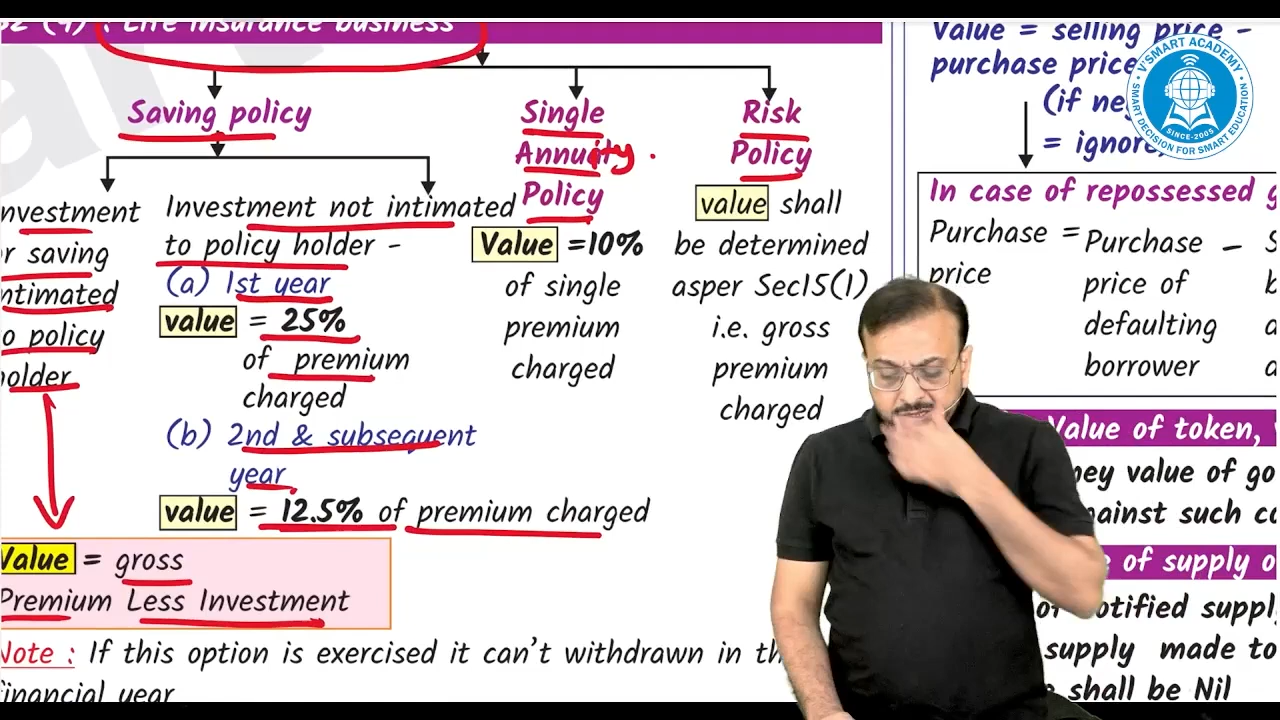 : Life insurance business
Saving policy
Investment not intimated
to policy holder -
(a) 1st year
value = 25%
of premium
charged
(b) 2nd & subsequent
year
value = 12.5% of premium charged
nvestment
r saving
ntimated
o policy
holder
Value = gross
Premium Less Investment
Note : If this option is exercised it can't withdrawn in th
financial year
Single
Annuity
Policy
Value =10%
of single
premium
charged
Risk
Policy
value shall
be determined
asper Sec15(1)
i.e. gross
premium
charged
Value = selling price -
purchase price
(if neg
= ignore
In case of repossessed g
Purchase = Purchase –
price price of
defaulting
borrower
Value of token,
ney value of go
ainst such co
e of supply o
of notified suppl
supply made to
shall be Nil
V'SMART ACADEMY
SINCE-2005
SMART DECISION FOR SMART EDUCATION